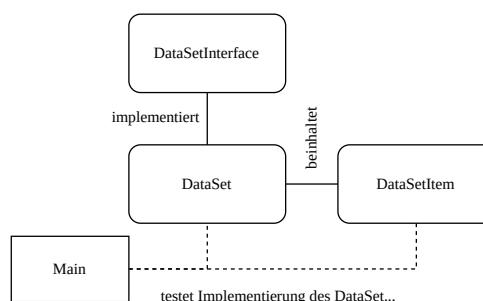 DataSetInterface
implementiert
beinhaltet
DataSet
DataSetItem
Main
testet Implementierung des DataSet...